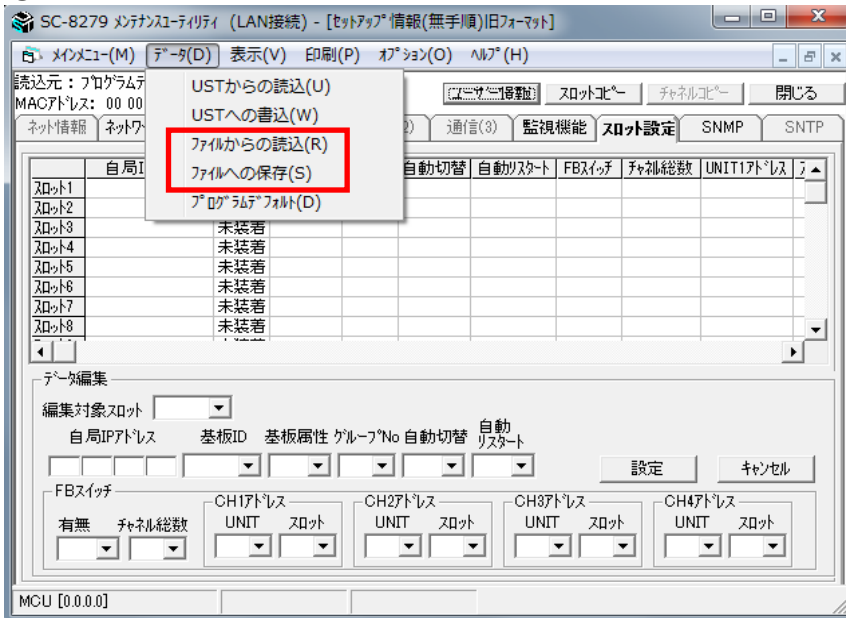 SC-8279 ﾒﾝﾃﾅﾝｽﾕｰﾃｨﾘﾃｨ (LAN接続) - [ｾｯﾄｱｯﾌﾟ情報(無手順)旧ﾌｫｰﾏｯﾄ]
ﾒｲﾝﾒﾆｭｰ(M) ﾃﾞｰﾀ(D) 表示(V) 印刷(P) ｵﾌﾟｼｮﾝ(O) ﾍﾙﾌﾟ(H)
読込元 : ﾌﾟﾛｸﾞﾗﾑﾃ
MACｱﾄﾞﾚｽ: 00 00
ｽﾛｯﾄｺﾋﾟｰ ﾁｬﾈﾙｺﾋﾟｰ 閉じる
USTからの読込(U)
USTへの書込(W)
ﾌｧｲﾙからの読込(R)
ﾌｧｲﾙへの保存(S)
ﾌﾟﾛｸﾞﾗﾑﾃﾞﾌｫﾙﾄ(D)
ﾈｯﾄ情報 ﾈｯﾄﾜｰ 2) 通信(3) 監視機能 ｽﾛｯﾄ設定 SNMP SNTP
自局I 自動切替 自動ﾘｽﾀｰﾄ FBｽｲｯﾁ ﾁｬﾈﾙ総数 UNIT1ｱﾄﾞﾚｽ
ｽﾛｯﾄ1
ｽﾛｯﾄ2
ｽﾛｯﾄ3 未装着
ｽﾛｯﾄ4 未装着
ｽﾛｯﾄ5 未装着
ｽﾛｯﾄ6 未装着
ｽﾛｯﾄ7 未装着
ｽﾛｯﾄ8 未装着
ﾃﾞｰﾀ編集
編集対象ｽﾛｯﾄ
自局IPｱﾄﾞﾚｽ 基板ID 基板属性 ｸﾞﾙｰﾌﾟNo 自動切替 自動
ﾘｽﾀｰﾄ
設定 ｷｬﾝｾﾙ
FBｽｲｯﾁ CH1ｱﾄﾞﾚｽ CH2ｱﾄﾞﾚｽ CH3ｱﾄﾞﾚｽ CH4ｱﾄﾞﾚｽ
有無 ﾁｬﾈﾙ総数 UNIT ｽﾛｯﾄ UNIT ｽﾛｯﾄ UNIT ｽﾛｯﾄ UNIT ｽﾛｯﾄ
MCU [0.0.0.0]